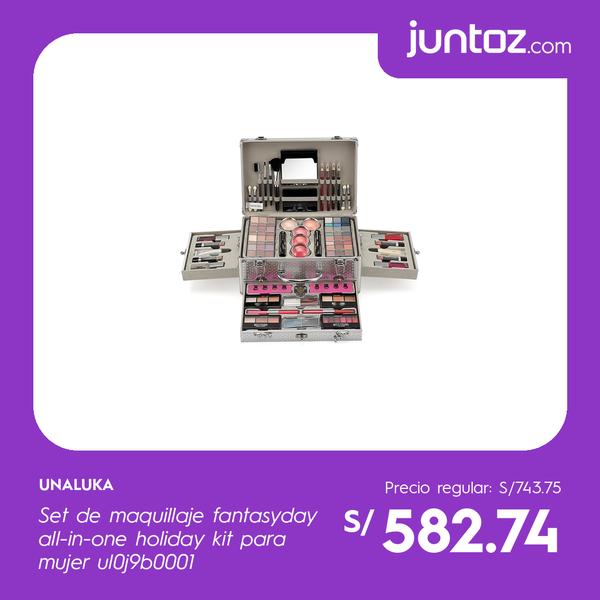 juntoz.com
UNALUKA
Set de maquillaje fantasyday
all-in-one holiday kit para
mujer ul0j9b0001
Precio regular: S/743.75
S/ 582.74